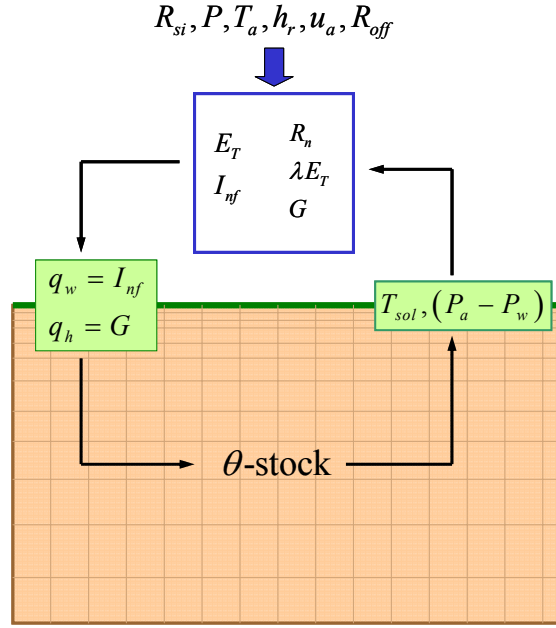 R_si, P, T_a, h_r, u_a, R_off
E_T
I_nf
R_n
λE_T
G
q_w = I_nf
q_h = G
T_sol, (P_a − P_w)
θ-stock